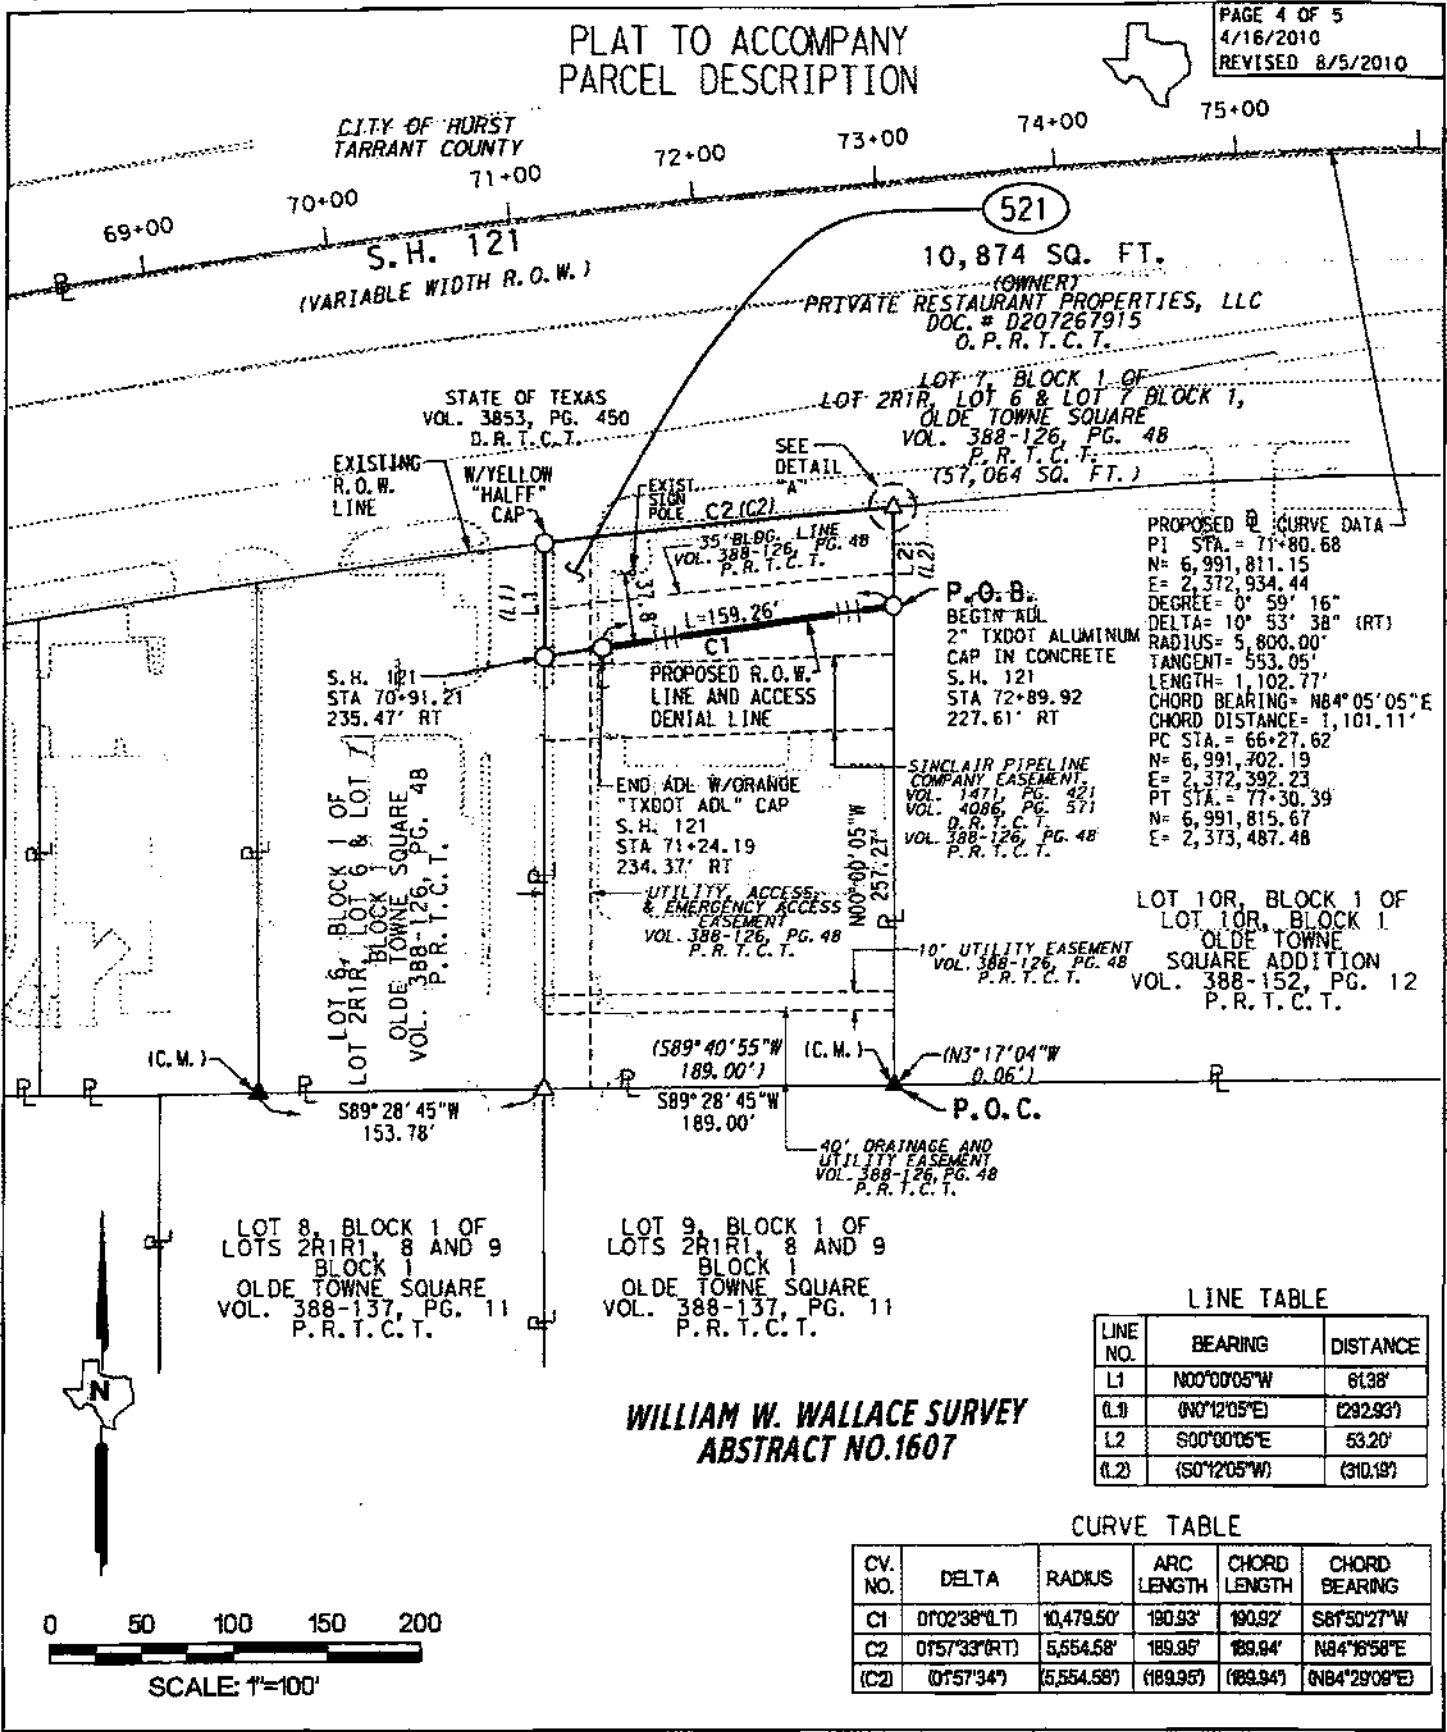 PAGE 4 OF 5
4/16/2010
REVISED 8/5/2010
PLAT TO ACCOMPANY
PARCEL DESCRIPTION
CITY OF HURST
TARRANT COUNTY
69+00
70+00
71+00
72+00
73+00
74+00
75+00
S.H. 121
(VARIABLE WIDTH R.O.W.)
521
10,874 SQ. FT.
(OWNER)
PRIVATE RESTAURANT PROPERTIES, LLC
DOC. # D207267915
O.P.R.T.C.T.
LOT 7, BLOCK 1 OF
LOT 2R1R, LOT 6 & LOT 7 BLOCK 1,
OLDE TOWNE SQUARE
VOL. 388-126, PG. 48
P.R.T.C.T.
(57,064 SQ. FT.)
STATE OF TEXAS
VOL. 3853, PG. 450
D.R.T.C.T.
EXISTING
R.O.W.
LINE
W/YELLOW
"HALFF"
CAP
EXIST.
SIGN
POLE
SEE
DETAIL
"A"
C2 (C2)
35' BLDG. LINE
VOL. 388-126, PG. 48
P.R.T.C.T.
L1
(L1)
L2
(L2)
37.8'
L=159.26'
C1
P.O.B.
BEGIN ADL
2" TXDOT ALUMINUM
CAP IN CONCRETE
S.H. 121
STA 72+89.92
227.61' RT
PROPOSED PL CURVE DATA
PI STA.= 71+80.68
N= 6,991,811.15
E= 2,372,934.44
DEGREE= 0° 59' 16"
DELTA= 10° 53' 38" (RT)
RADIUS= 5,800.00'
TANGENT= 553.05'
LENGTH= 1,102.77'
CHORD BEARING= N84°05'05"E
CHORD DISTANCE= 1,101.11'
PC STA.= 66+27.62
N= 6,991,702.19
E= 2,372,392.23
PT STA.= 77+30.39
N= 6,991,815.67
E= 2,373,487.48
S.H. 121
STA 70+91.21
235.47' RT
PROPOSED R.O.W.
LINE AND ACCESS
DENIAL LINE
END ADL W/ORANGE
"TXDOT ADL" CAP
S.H. 121
STA 71+24.19
234.37' RT
SINCLAIR PIPELINE
COMPANY EASEMENT,
VOL. 1471, PG. 421
VOL. 4086, PG. 571
D.R.T.C.T.
VOL. 388-126, PG. 48
P.R.T.C.T.
LOT 6, BLOCK 1 OF
LOT 2R1R, LOT 6 & LOT 7
BLOCK 1
OLDE TOWNE SQUARE
VOL. 388-126, PG. 48
P.R.T.C.T.
UTILITY, ACCESS,
& EMERGENCY ACCESS
EASEMENT
VOL. 388-126, PG. 48
P.R.T.C.T.
N00°00'05"W
257.27'
10' UTILITY EASEMENT
VOL. 388-126, PG. 48
P.R.T.C.T.
LOT 10R, BLOCK 1 OF
LOT 10R, BLOCK 1
OLDE TOWNE
SQUARE ADDITION
VOL. 388-152, PG. 12
P.R.T.C.T.
(C.M.)
(S89°40'55"W
189.00')
(C.M.)
(N3°17'04"W
0.06')
S89°28'45"W
153.78'
S89°28'45"W
189.00'
P.O.C.
40' DRAINAGE AND
UTILITY EASEMENT
VOL. 388-126, PG. 48
P.R.T.C.T.
LOT 8, BLOCK 1 OF
LOTS 2R1R1, 8 AND 9
BLOCK 1
OLDE TOWNE SQUARE
VOL. 388-137, PG. 11
P.R.T.C.T.
LOT 9, BLOCK 1 OF
LOTS 2R1R1, 8 AND 9
BLOCK 1
OLDE TOWNE SQUARE
VOL. 388-137, PG. 11
P.R.T.C.T.
N
WILLIAM W. WALLACE SURVEY
ABSTRACT NO.1607
LINE TABLE
LINE NO. BEARING DISTANCE
L1 N00°00'05"W 61.38'
(L1) (N0°12'05"E) (292.93')
L2 S00°00'05"E 53.20'
(L2) (S0°12'05"W) (310.19')
CURVE TABLE
CV. NO. DELTA RADIUS ARC LENGTH CHORD LENGTH CHORD BEARING
C1 01°02'38"(LT) 10,479.50' 190.93' 190.92' S81°50'27"W
C2 01°57'33"(RT) 5,554.58' 189.95' 189.94' N84°16'58"E
(C2) (01°57'34") (5,554.58') (189.95') (189.94') (N84°29'09"E)
0 50 100 150 200
SCALE: 1"=100'